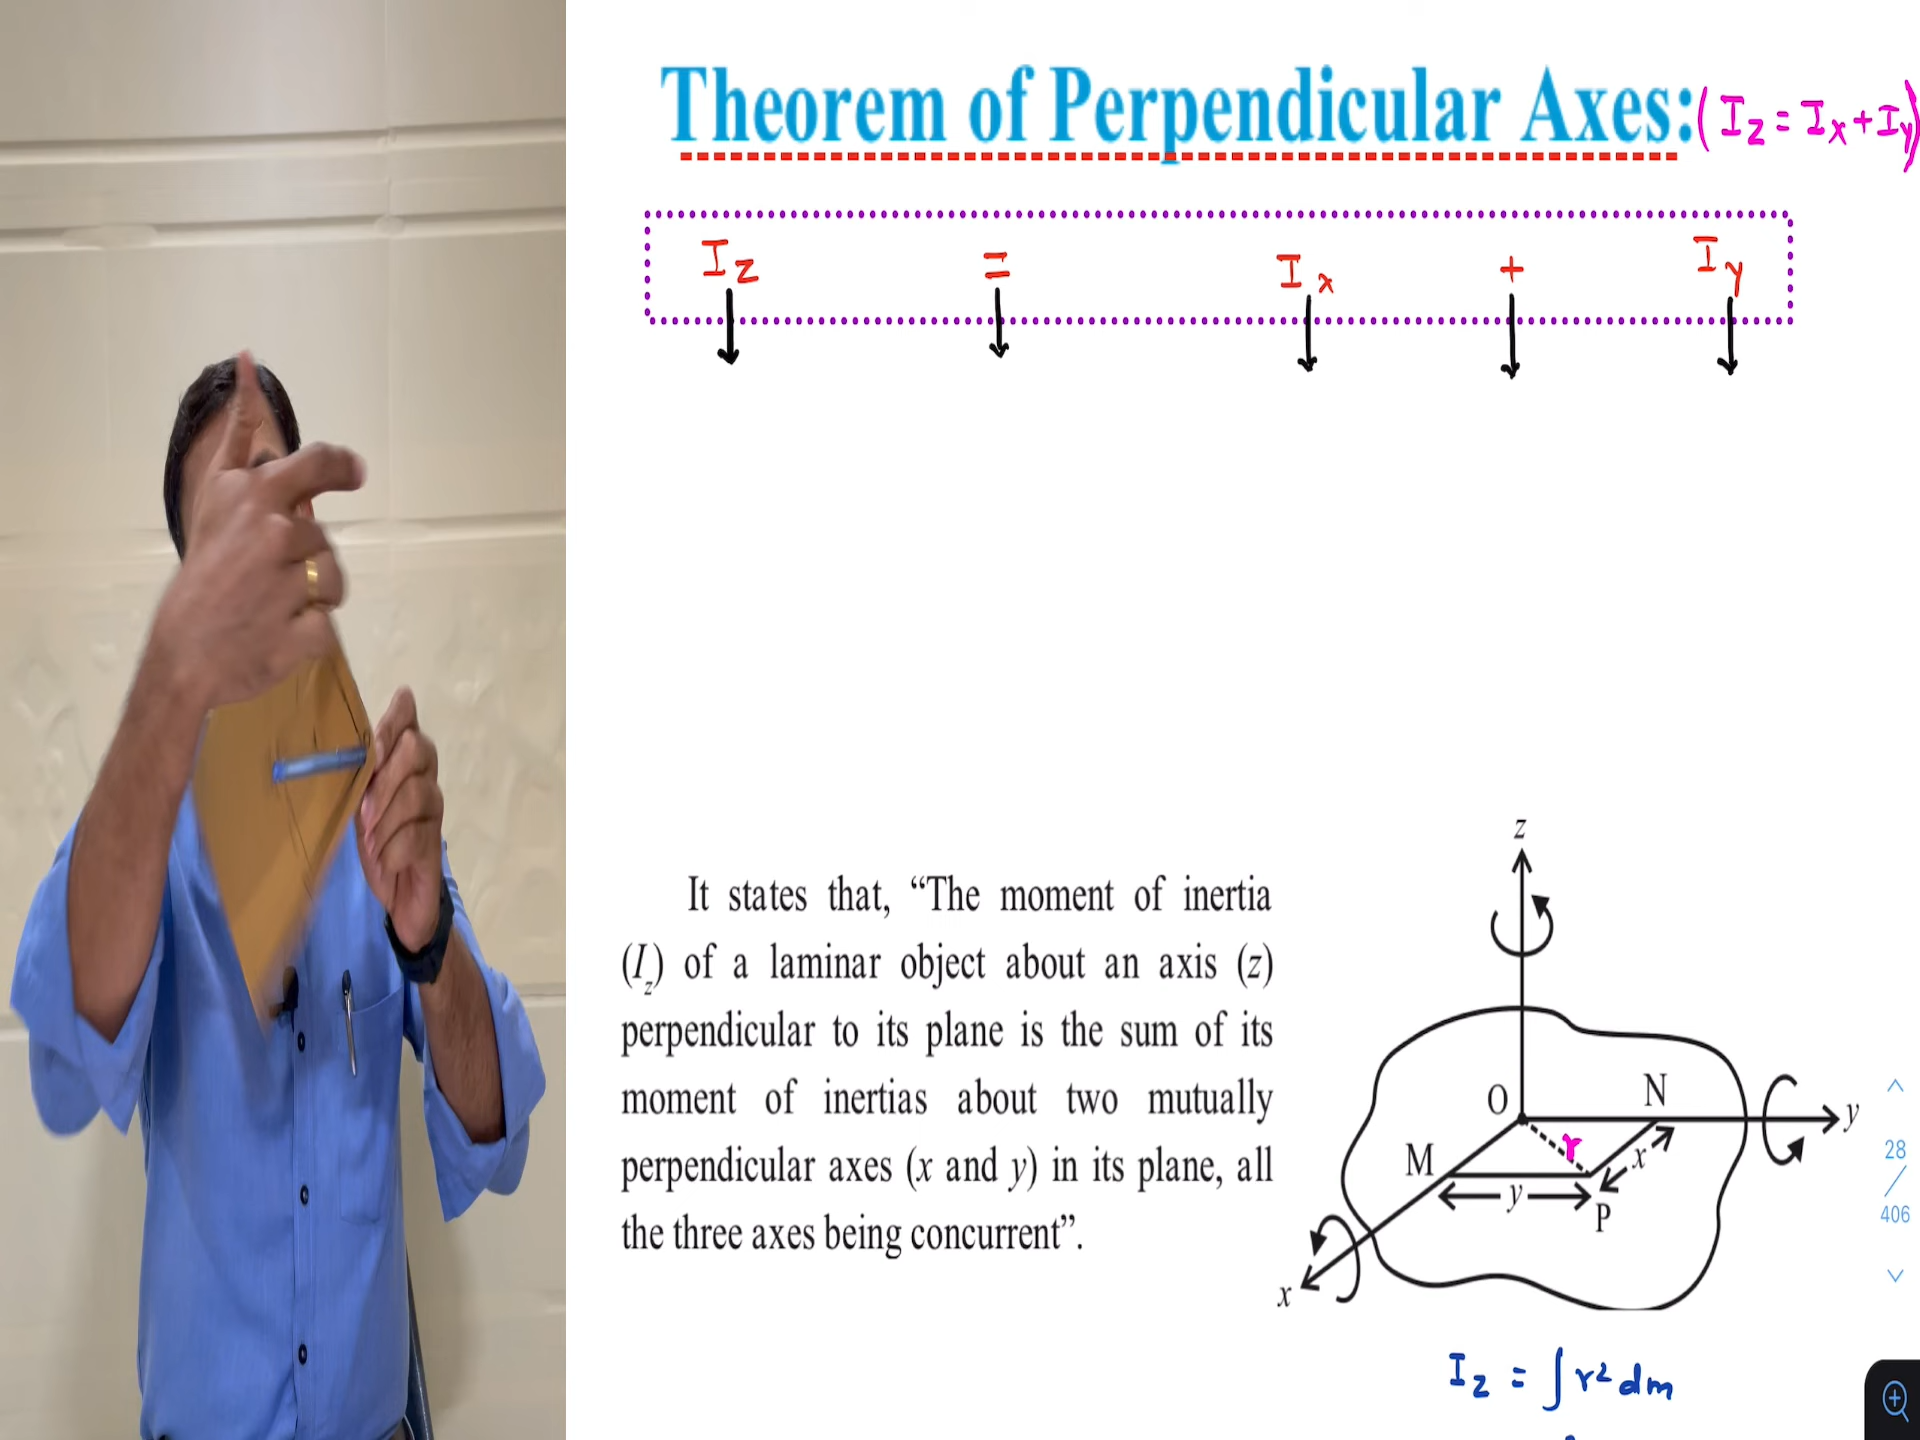 Theorem of Perpendicular Axes: (Iz = Ix + Iy)
Iz = Ix + Iy
It states that, “The moment of inertia
(Iz) of a laminar object about an axis (z)
perpendicular to its plane is the sum of its
moment of inertias about two mutually
perpendicular axes (x and y) in its plane, all
the three axes being concurrent”.
z
O
N
y
M
r
x
y
P
x
28
/
406
Iz = ∫ r² dm